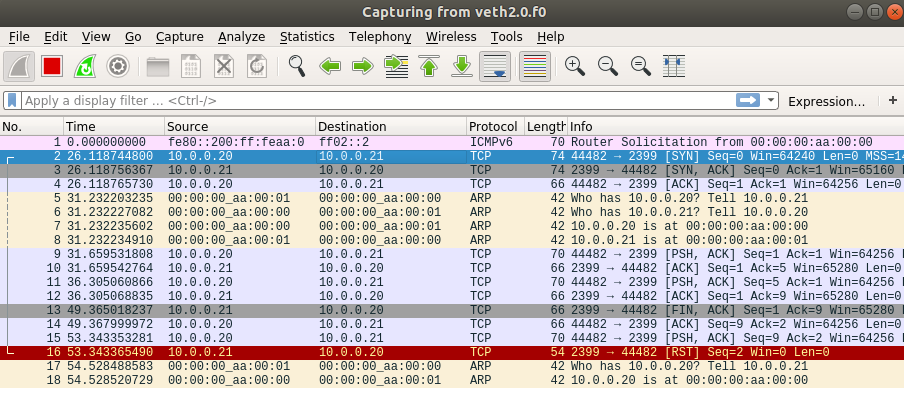 Capturing from veth2.0.f0
File Edit View Go Capture Analyze Statistics Telephony Wireless Tools Help
Apply a display filter ... <Ctrl-/> Expression... +
No. Time Source Destination Protocol Length Info
1 0.000000000 fe80::200:ff:feaa:0 ff02::2 ICMPv6 70 Router Solicitation from 00:00:00:aa:00:00
2 26.118744800 10.0.0.20 10.0.0.21 TCP 74 44482 → 2399 [SYN] Seq=0 Win=64240 Len=0 MSS=14
3 26.118756367 10.0.0.21 10.0.0.20 TCP 74 2399 → 44482 [SYN, ACK] Seq=0 Ack=1 Win=65160
4 26.118765730 10.0.0.20 10.0.0.21 TCP 66 44482 → 2399 [ACK] Seq=1 Ack=1 Win=64256 Len=0
5 31.232203235 00:00:00_aa:00:01 00:00:00_aa:00:00 ARP 42 Who has 10.0.0.20? Tell 10.0.0.21
6 31.232227082 00:00:00_aa:00:00 00:00:00_aa:00:01 ARP 42 Who has 10.0.0.21? Tell 10.0.0.20
7 31.232235602 00:00:00_aa:00:00 00:00:00_aa:00:01 ARP 42 10.0.0.20 is at 00:00:00:aa:00:00
8 31.232234910 00:00:00_aa:00:01 00:00:00_aa:00:00 ARP 42 10.0.0.21 is at 00:00:00:aa:00:01
9 31.659531808 10.0.0.20 10.0.0.21 TCP 70 44482 → 2399 [PSH, ACK] Seq=1 Ack=1 Win=64256 L
10 31.659542764 10.0.0.21 10.0.0.20 TCP 66 2399 → 44482 [ACK] Seq=1 Ack=5 Win=65280 Len=0
11 36.305060866 10.0.0.20 10.0.0.21 TCP 70 44482 → 2399 [PSH, ACK] Seq=5 Ack=1 Win=64256 L
12 36.305068835 10.0.0.21 10.0.0.20 TCP 66 2399 → 44482 [ACK] Seq=1 Ack=9 Win=65280 Len=0
13 49.365018237 10.0.0.21 10.0.0.20 TCP 66 2399 → 44482 [FIN, ACK] Seq=1 Ack=9 Win=65280
14 49.367999972 10.0.0.20 10.0.0.21 TCP 66 44482 → 2399 [ACK] Seq=9 Ack=2 Win=64256 Len=0
15 53.343353281 10.0.0.20 10.0.0.21 TCP 70 44482 → 2399 [PSH, ACK] Seq=9 Ack=2 Win=64256 L
16 53.343365490 10.0.0.21 10.0.0.20 TCP 54 2399 → 44482 [RST] Seq=2 Win=0 Len=0
17 54.528488583 00:00:00_aa:00:01 00:00:00_aa:00:00 ARP 42 Who has 10.0.0.20? Tell 10.0.0.21
18 54.528520729 00:00:00_aa:00:00 00:00:00_aa:00:01 ARP 42 10.0.0.20 is at 00:00:00:aa:00:00